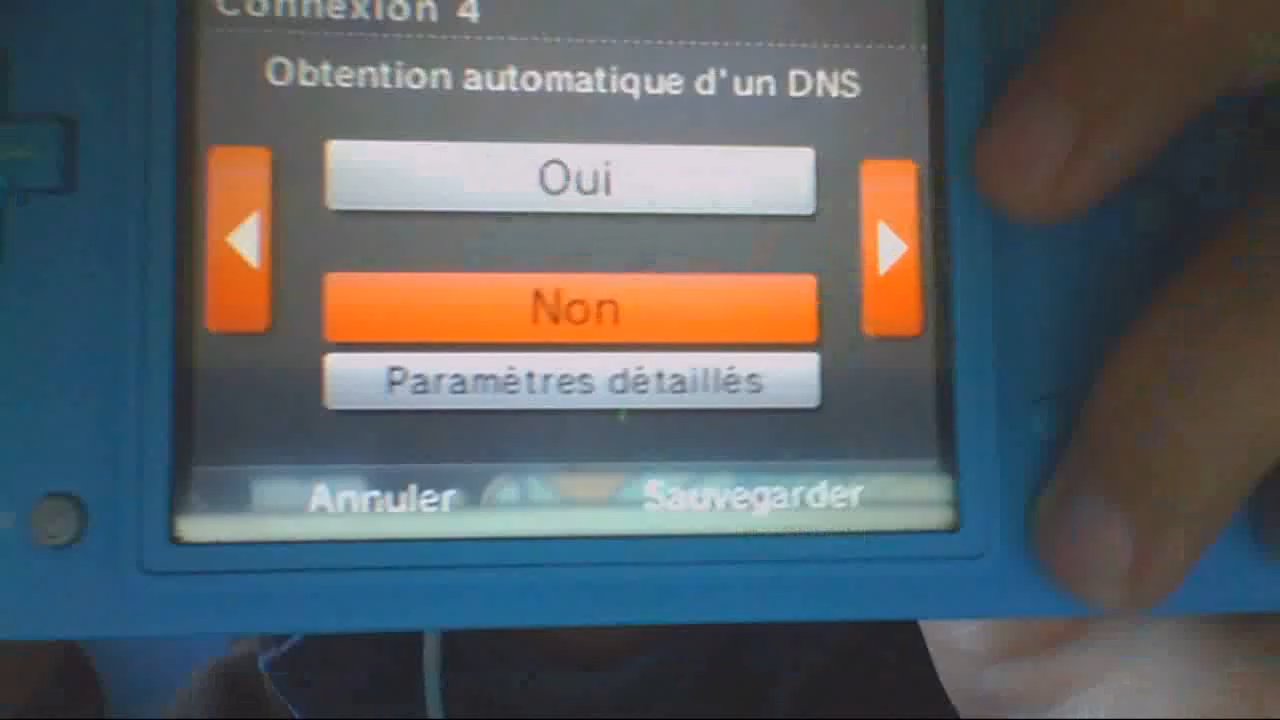 Connexion 4
Obtention automatique d'un DNS
Oui
Non
Paramètres détaillés
Annuler Sauvegarder